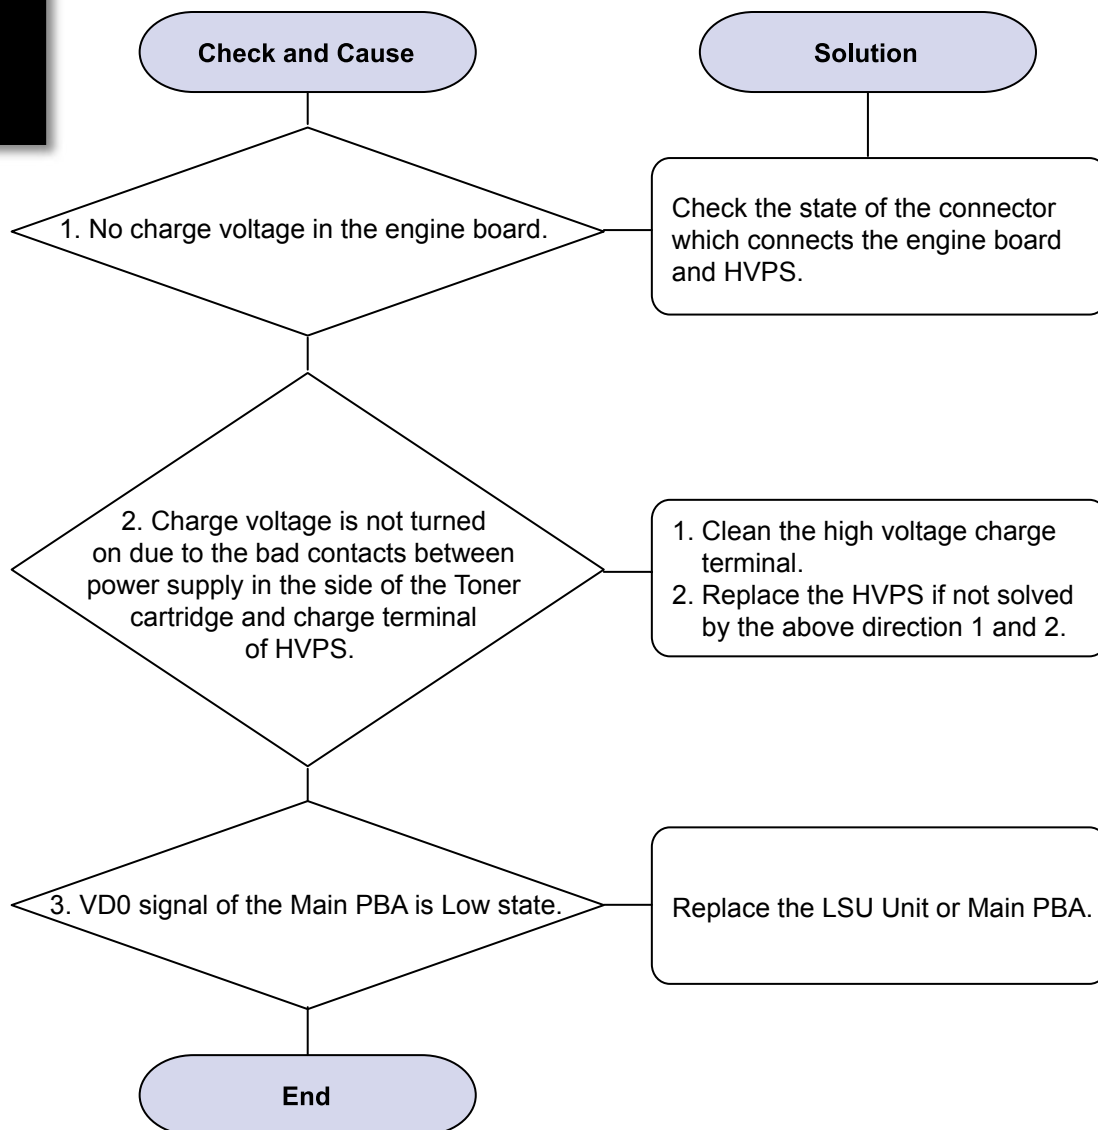 Check and Cause
Solution
1. No charge voltage in the engine board.
Check the state of the connector
which connects the engine board
and HVPS.
2. Charge voltage is not turned
on due to the bad contacts between
power supply in the side of the Toner
cartridge and charge terminal
of HVPS.
1. Clean the high voltage charge
terminal.
2. Replace the HVPS if not solved
by the above direction 1 and 2.
3. VD0 signal of the Main PBA is Low state.
Replace the LSU Unit or Main PBA.
End